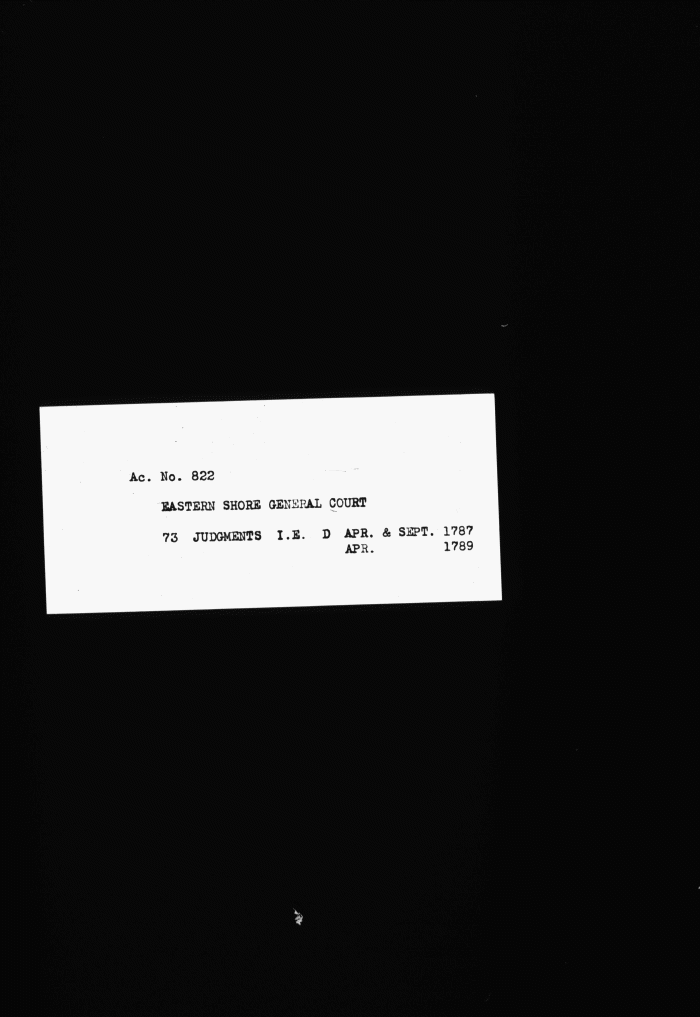 Ac. No. 822
EASTERN SHORE GENERAL COURT
73 JUDGMENTS I.E. D APR. & SEPT. 1787
APR. 1789